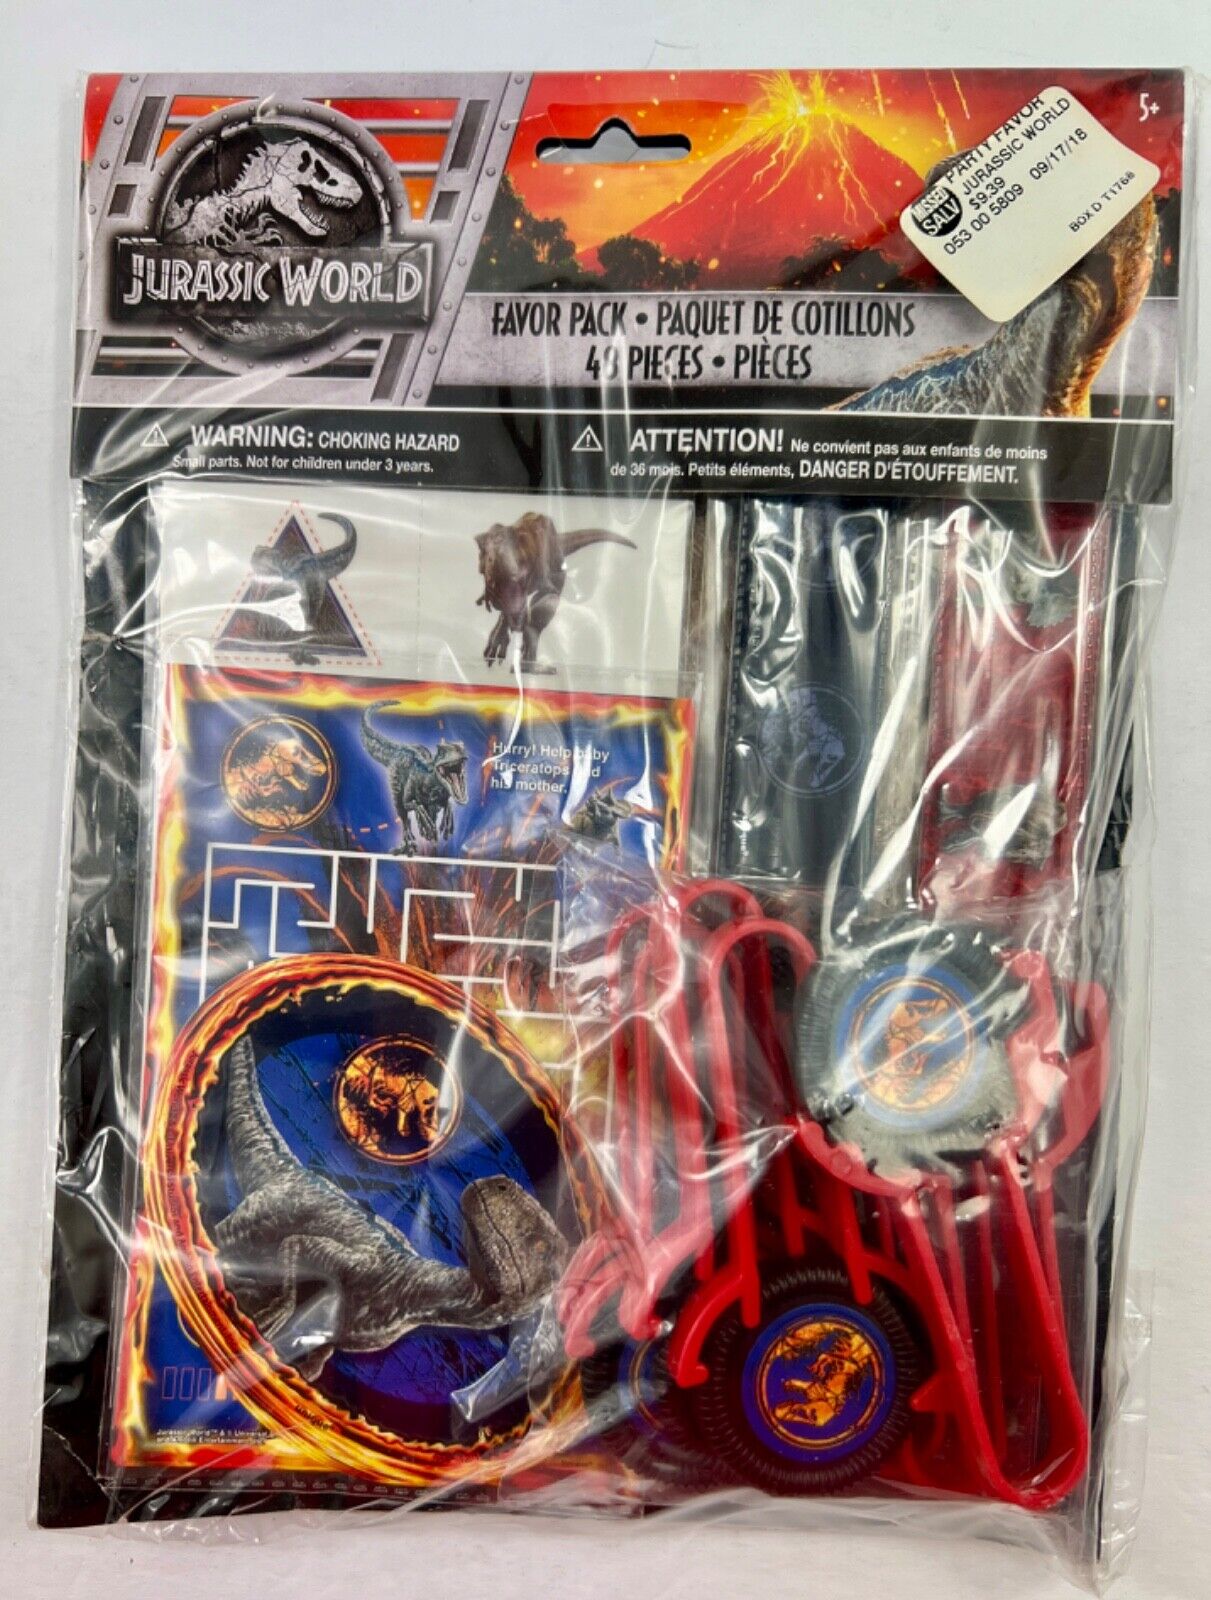 JURASSIC WORLD
5+
PARTY FAVOR
JURASSIC WORLD
$9.39
053 00 5809 09/17/18
BOX D T1768
FAVOR PACK • PAQUET DE COTILLONS
48 PIECES • PIÈCES
WARNING: CHOKING HAZARD
Small parts. Not for children under 3 years.
ATTENTION! Ne convient pas aux enfants de moins
de 36 mois. Petits éléments, DANGER D'ÉTOUFFEMENT.
Hurry! Help baby
Triceratops find
his mother.
Jurassic World™ & © Universal